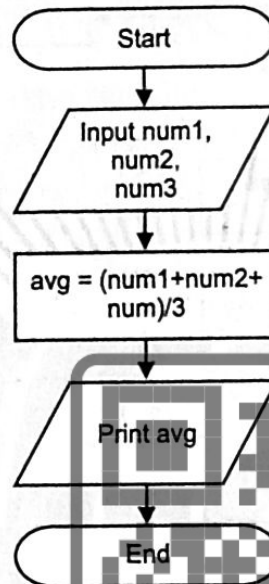 Start
Input num1,
num2,
num3
avg = (num1+num2+
num)/3
Print avg
End